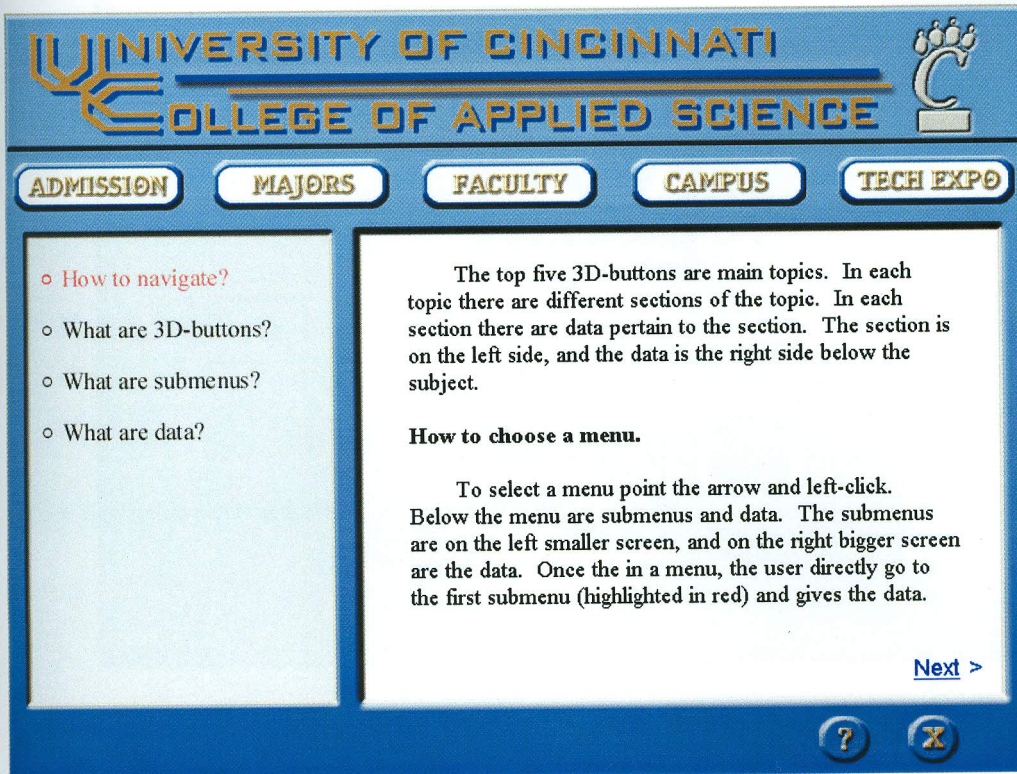 UNIVERSITY OF CINCINNATI
COLLEGE OF APPLIED SCIENCE
C
ADMISSION
MAJORS
FACULTY
CAMPUS
TECH EXPO
How to navigate?
What are 3D-buttons?
What are submenus?
What are data?
The top five 3D-buttons are main topics. In each
topic there are different sections of the topic. In each
section there are data pertain to the section. The section is
on the left side, and the data is the right side below the
subject.
How to choose a menu.
To select a menu point the arrow and left-click.
Below the menu are submenus and data. The submenus
are on the left smaller screen, and on the right bigger screen
are the data. Once the in a menu, the user directly go to
the first submenu (highlighted in red) and gives the data.
Next >
?
X